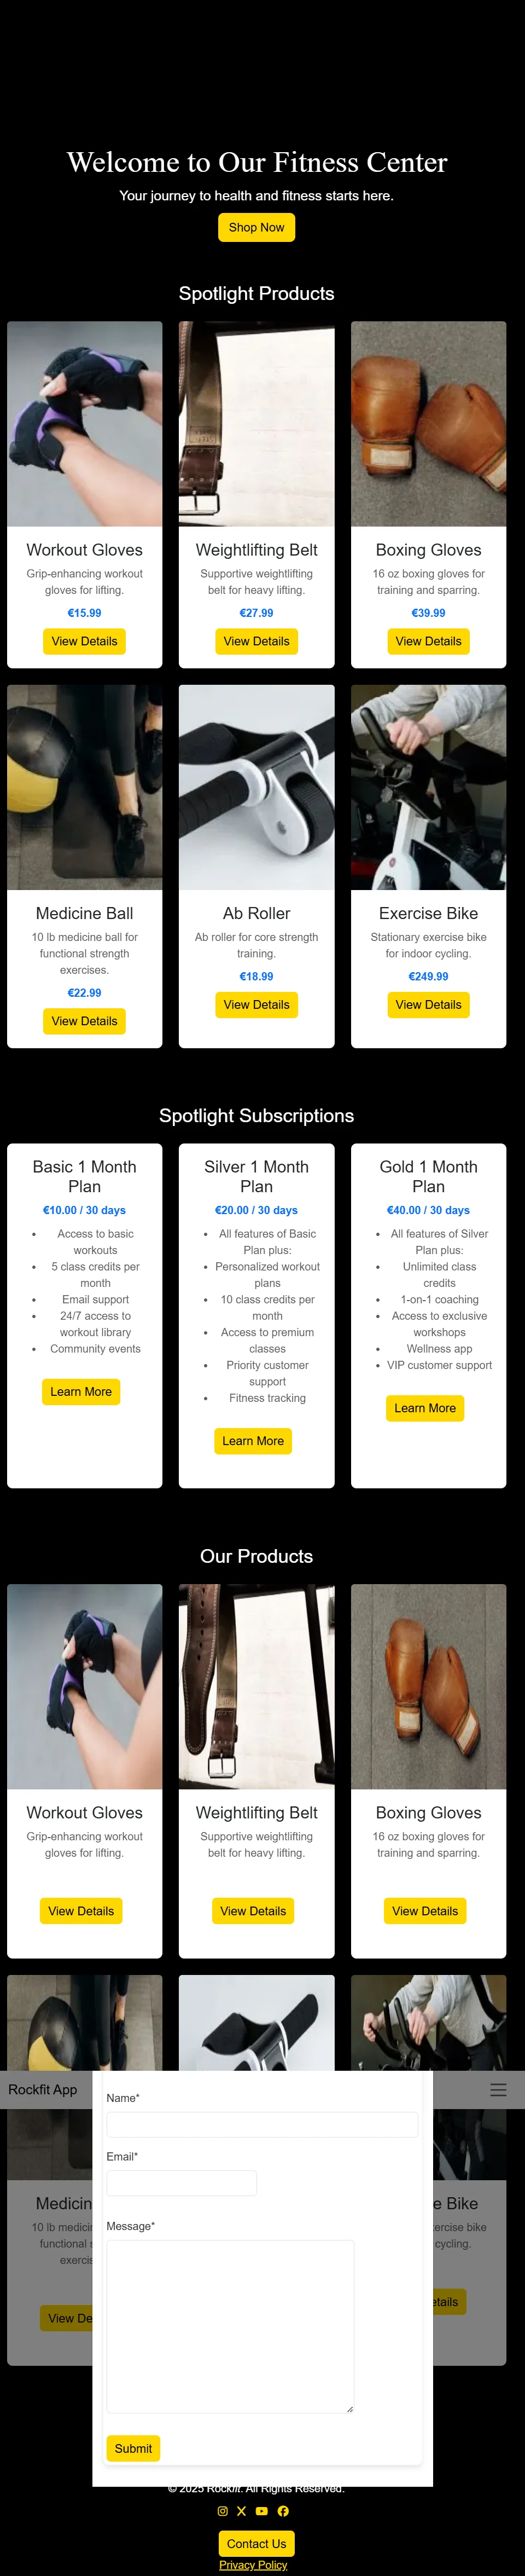 Welcome to Our Fitness Center
Your journey to health and fitness starts here.
Shop Now
Spotlight Products
Workout Gloves
Grip-enhancing workout
gloves for lifting.
€15.99
View Details
Weightlifting Belt
Supportive weightlifting
belt for heavy lifting.
€27.99
View Details
Boxing Gloves
16 oz boxing gloves for
training and sparring.
€39.99
View Details
Medicine Ball
10 lb medicine ball for
functional strength
exercises.
€22.99
View Details
Ab Roller
Ab roller for core strength
training.
€18.99
View Details
Exercise Bike
Stationary exercise bike
for indoor cycling.
€249.99
View Details
Spotlight Subscriptions
Basic 1 Month
Plan
€10.00 / 30 days
• Access to basic
workouts
• 5 class credits per
month
• Email support
• 24/7 access to
workout library
• Community events
Learn More
Silver 1 Month
Plan
€20.00 / 30 days
• All features of Basic
Plan plus:
• Personalized workout
plans
• 10 class credits per
month
• Access to premium
classes
• Priority customer
support
• Fitness tracking
Learn More
Gold 1 Month
Plan
€40.00 / 30 days
• All features of Silver
Plan plus:
• Unlimited class
credits
• 1-on-1 coaching
• Access to exclusive
workshops
• Wellness app
• VIP customer support
Learn More
Our Products
Workout Gloves
Grip-enhancing workout
gloves for lifting.
View Details
Weightlifting Belt
Supportive weightlifting
belt for heavy lifting.
View Details
Boxing Gloves
16 oz boxing gloves for
training and sparring.
View Details
Rockfit App
Name*
Email*
Message*
Submit
Medicin
10 lb medici
functional s
exercis
View De
e Bike
ercise bike
cycling.
etails
© 2025 Rockfit. All Rights Reserved.
Contact Us
Privacy Policy